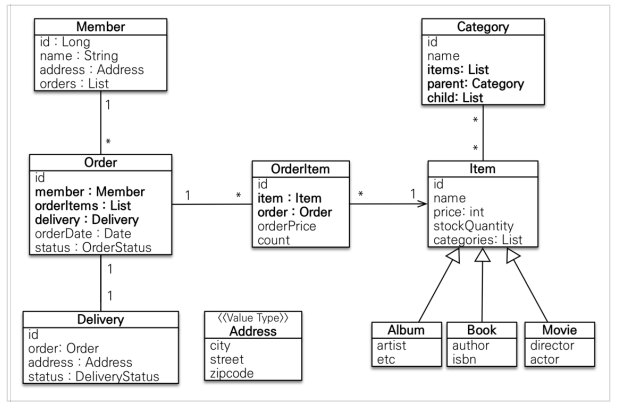 Member
id : Long
name : String
address : Address
orders : List
Category
id
name
items: List
parent: Category
child: List
1
*
*
*
Order
id
member : Member
orderItems : List
delivery : Delivery
orderDate : Date
status : OrderStatus
1
*
OrderItem
id
item : Item
order : Order
orderPrice
count
*
1
Item
id
name
price: int
stockQuantity
categories: List
1
1
Delivery
id
order: Order
address : Address
status : DeliveryStatus
《Value Type》
Address
city
street
zipcode
Album
artist
etc
Book
author
isbn
Movie
director
actor